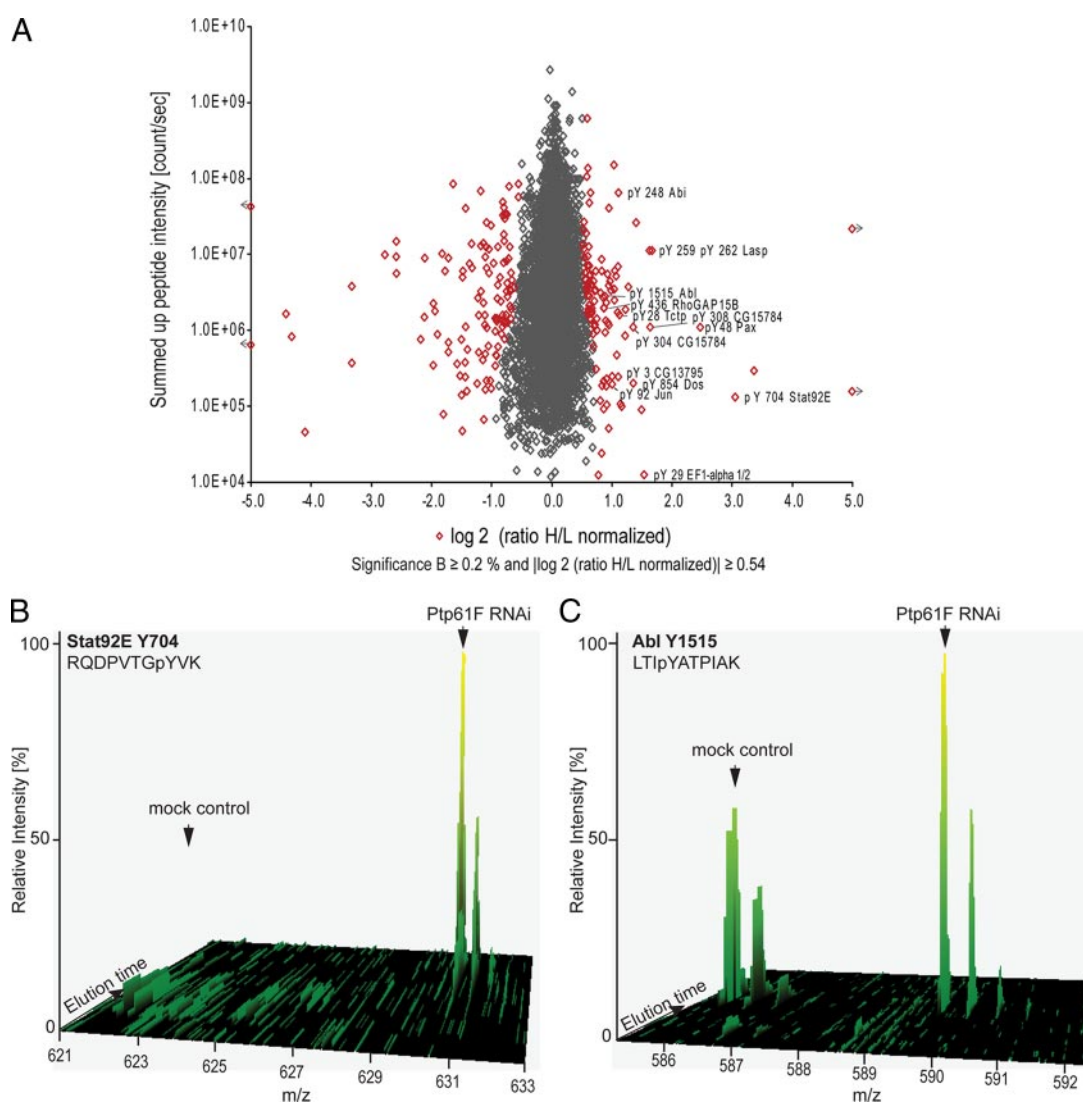 A
Summed up peptide intensity [count/sec]
1.0E+10
1.0E+09
1.0E+08
1.0E+07
1.0E+06
1.0E+05
1.0E+04
pY 248 Abi
pY 259 pY 262 Lasp
pY 1515 Abl
pY 436 RhoGAP15B
pY28 Tctp pY 308 CG15784
pY48 Pax
pY 304 CG15784
pY 3 CG13795
pY 854 Dos
pY 92 Jun
pY 704 Stat92E
pY 29 EF1-alpha1/2
-5.0 -4.0 -3.0 -2.0 -1.0 0.0 1.0 2.0 3.0 4.0 5.0
log 2 (ratio H/L normalized)
Significance B ≥ 0.2 % and |log 2 (ratio H/L normalized)| ≥ 0.54
B
Ptp61F RNAi
100
Stat92E Y704
RQDPVTGpYVK
Relative Intensity [%]
mock control
50
Elution time
0
621 623 625 627 629 631 633
m/z
C
Ptp61F RNAi
100
Abl Y1515
LTIpYATPIAK
Relative Intensity [%]
mock control
50
Elution time
0
586 587 588 589 590 591 592
m/z